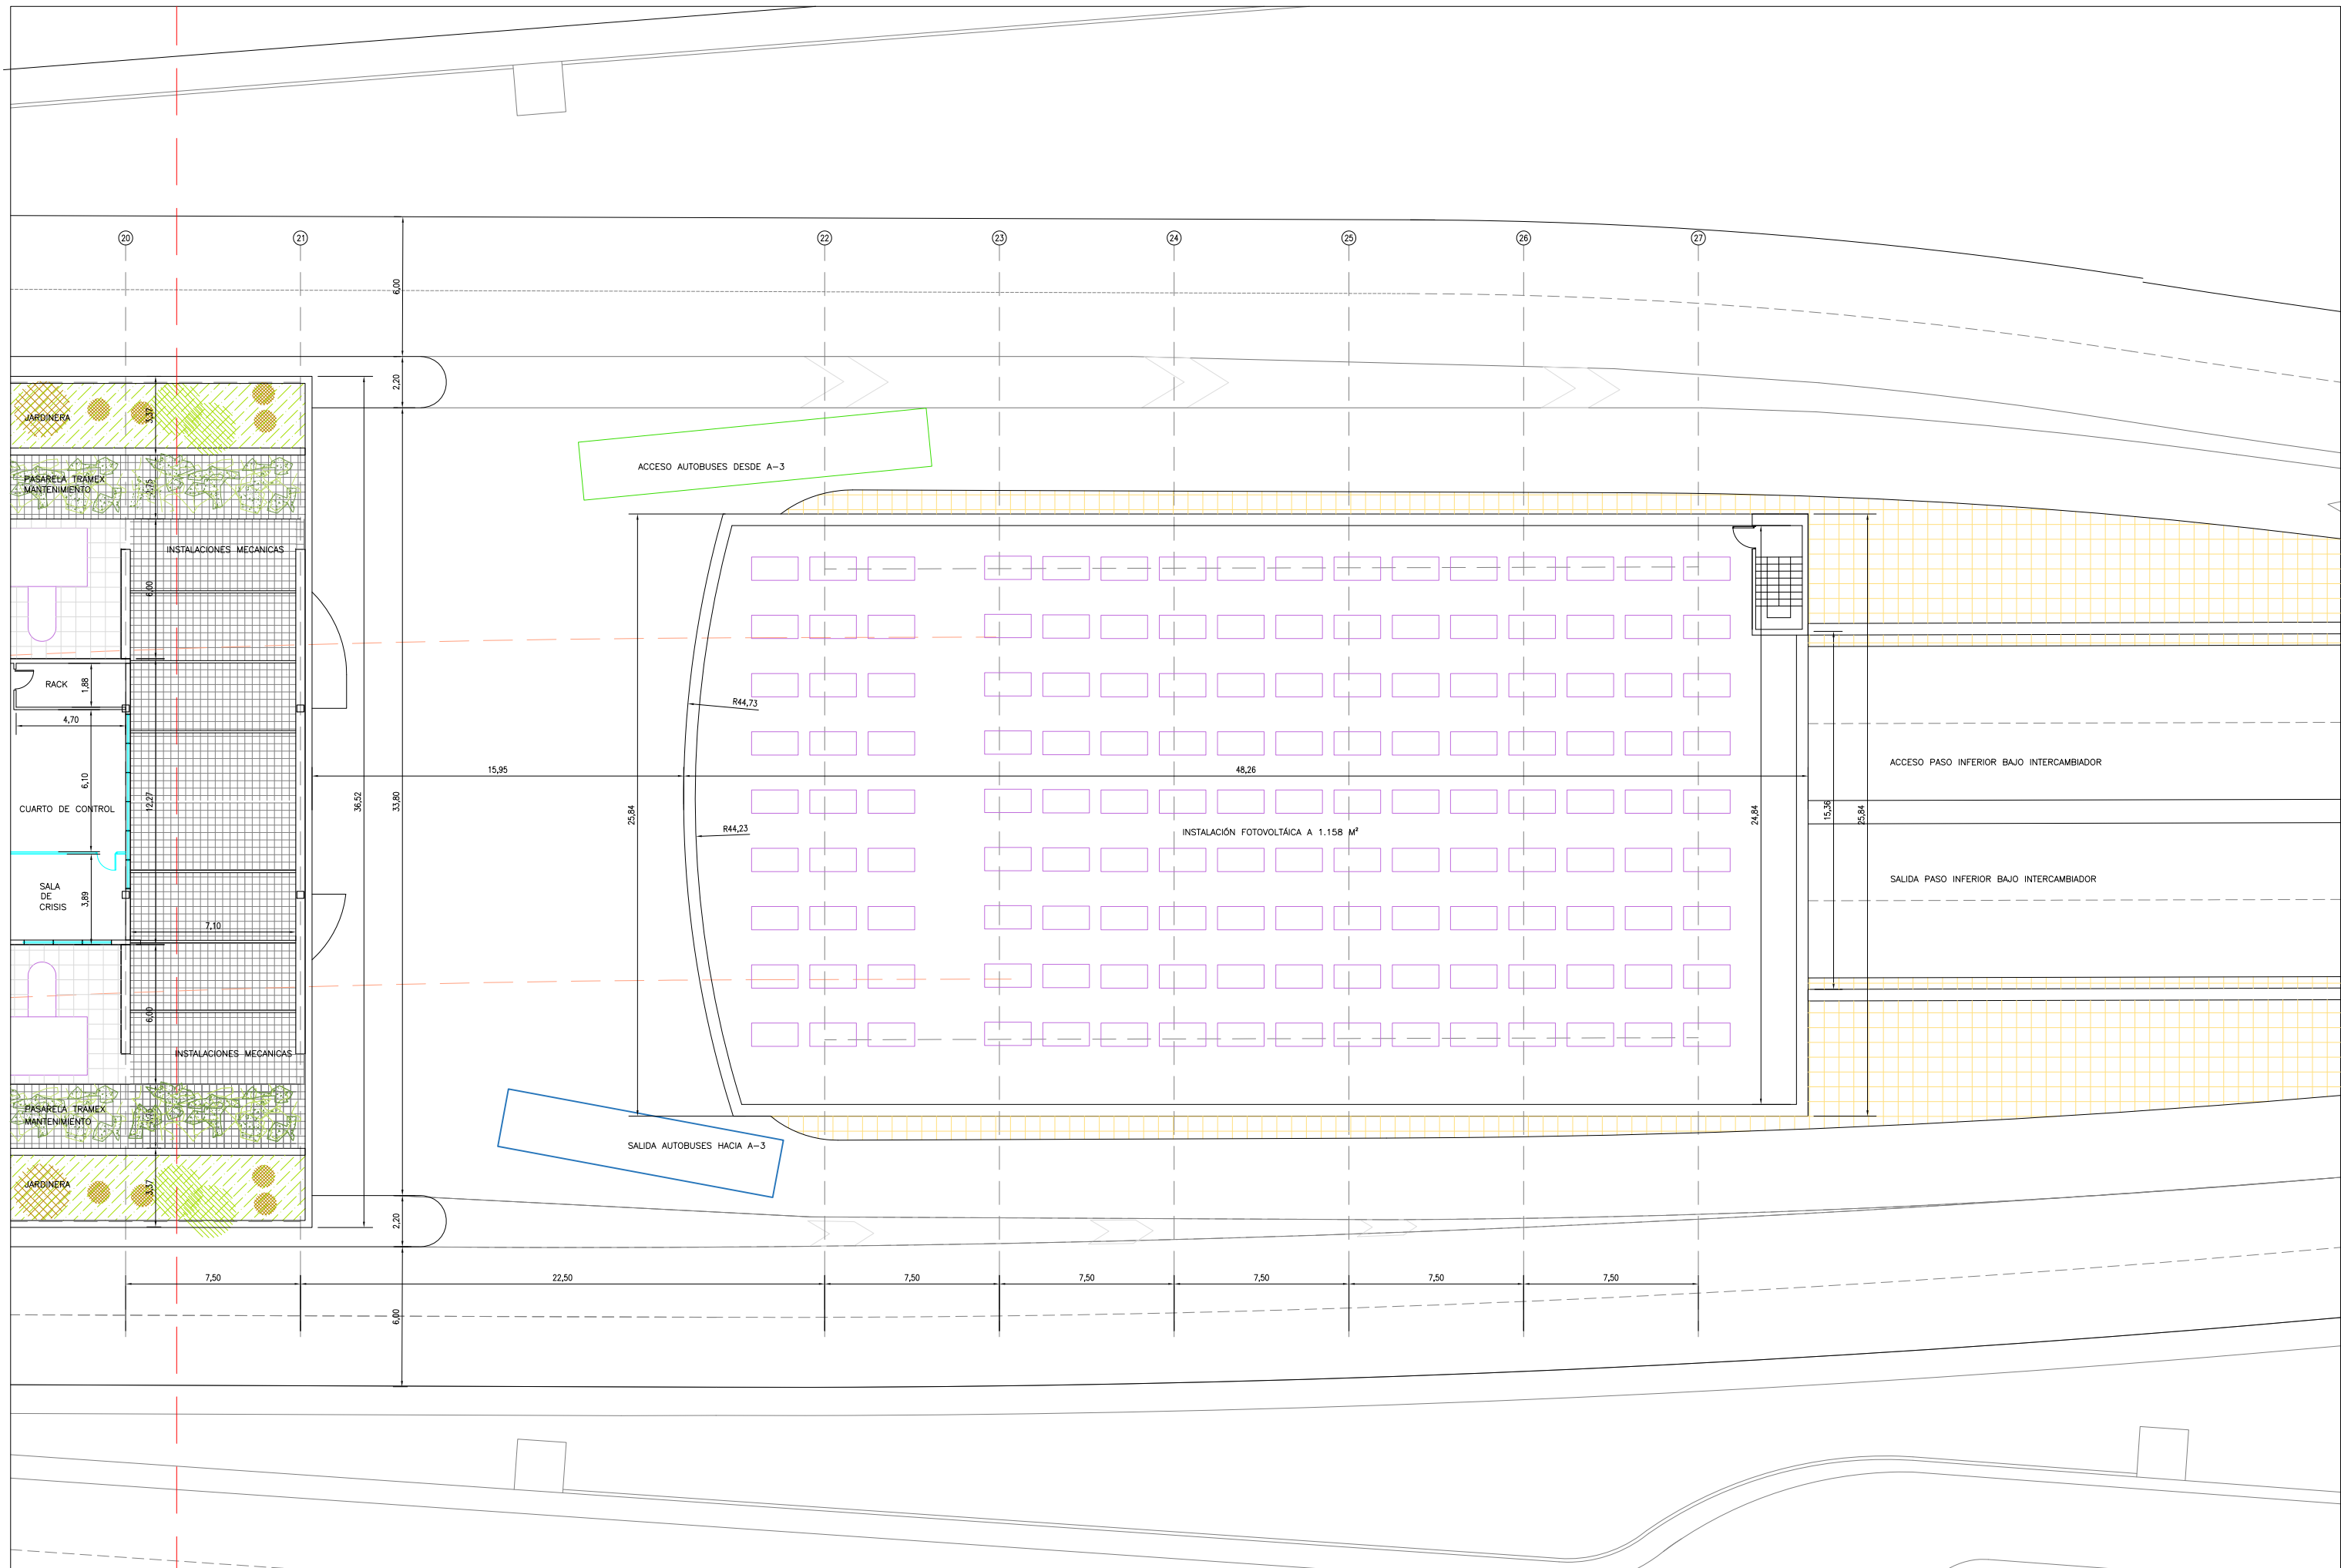 20
21
22
23
24
25
26
27
6,00
2,20
3,37
JARDINERA
ACCESO AUTOBUSES DESDE A-3
PASARELA TRAMEX
MANTENIMIENTO
INSTALACIONES MECANICAS
6,00
RACK
1,88
4,70
R44,73
6,10
12,27
15,95
48,26
ACCESO PASO INFERIOR BAJO INTERCAMBIADOR
CUARTO DE CONTROL
36,52
33,80
25,84
24,84
15,36
25,84
R44,23
INSTALACIÓN FOTOVOLTÁICA A 1.158 M²
SALA
DE
CRISIS
3,89
SALIDA PASO INFERIOR BAJO INTERCAMBIADOR
7,10
6,00
INSTALACIONES MECANICAS
PASARELA TRAMEX
MANTENIMIENTO
SALIDA AUTOBUSES HACIA A-3
JARDINERA
3,37
2,20
7,50
22,50
7,50
7,50
7,50
7,50
7,50
6,00